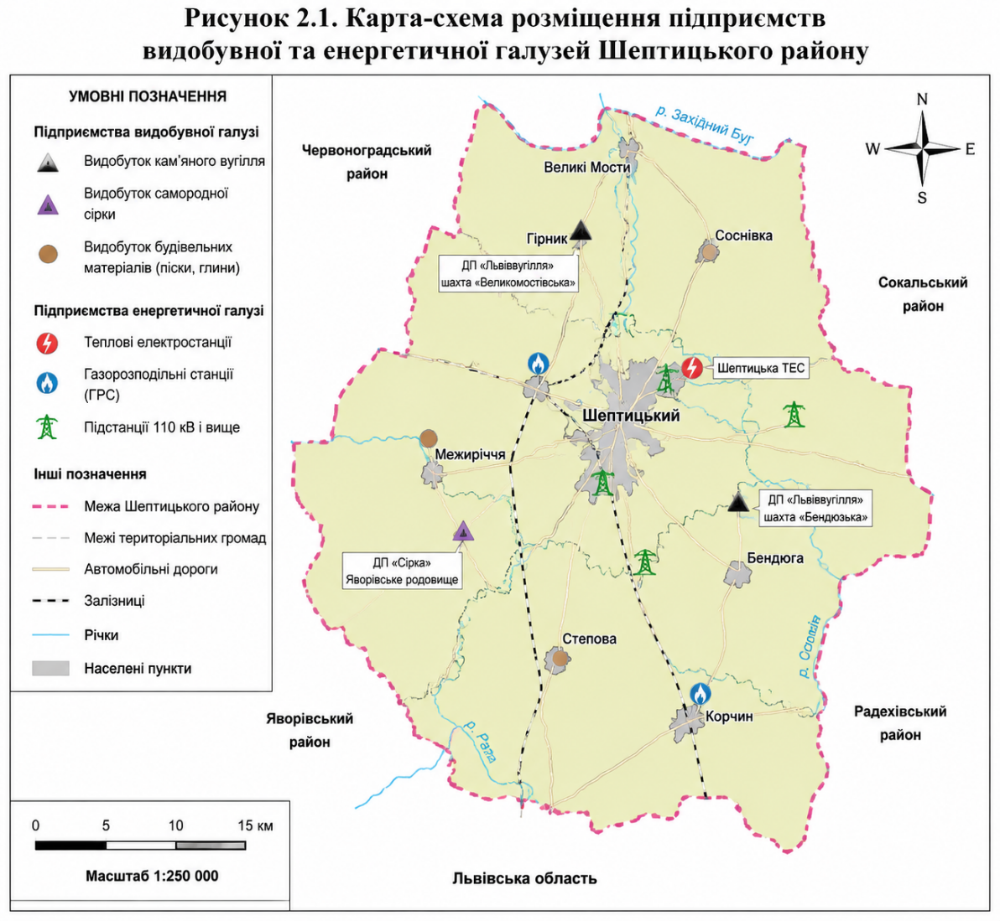 Рисунок 2.1. Карта-схема розміщення підприємств
видобувної та енергетичної галузей Шептицького району
УМОВНІ ПОЗНАЧЕННЯ
Підприємства видобувної галузі
Видобуток кам'яного вугілля
Видобуток самородної
сірки
Видобуток будівельних
матеріалів (піски, глини)
Підприємства енергетичної галузі
Теплові електростанції
Газорозподільні станції
(ГРС)
Підстанції 110 кВ і вище
Інші позначення
Межа Шептицького району
Межі територіальних громад
Автомобільні дороги
Залізниці
Річки
Населені пункти
0 5 10 15 км
Масштаб 1:250 000
N
W E
S
р. Західний Буг
Червоноградський
район
Великі Мости
Гірник
Соснівка
ДП «Львіввугілля»
шахта «Великомостівська»
Сокальський
район
Шептицька ТЕС
Шептицький
Межиріччя
ДП «Львіввугілля»
шахта «Бендюзька»
ДП «Сірка»
Яворівське родовище
Бендюга
Степова
р.
Корчин
Яворівський
район
р. Рата
Радехівський
район
Львівська область